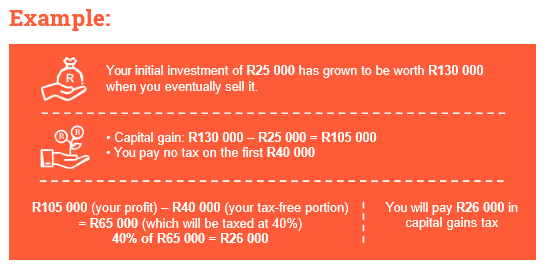 Example:
R
Your initial investment of R25 000 has grown to be worth R130 000
when you eventually sell it.
R R
• Capital gain: R130 000 – R25 000 = R105 000
• You pay no tax on the first R40 000
R105 000 (your profit) – R40 000 (your tax-free portion)
= R65 000 (which will be taxed at 40%)
40% of R65 000 = R26 000
You will pay R26 000 in
capital gains tax